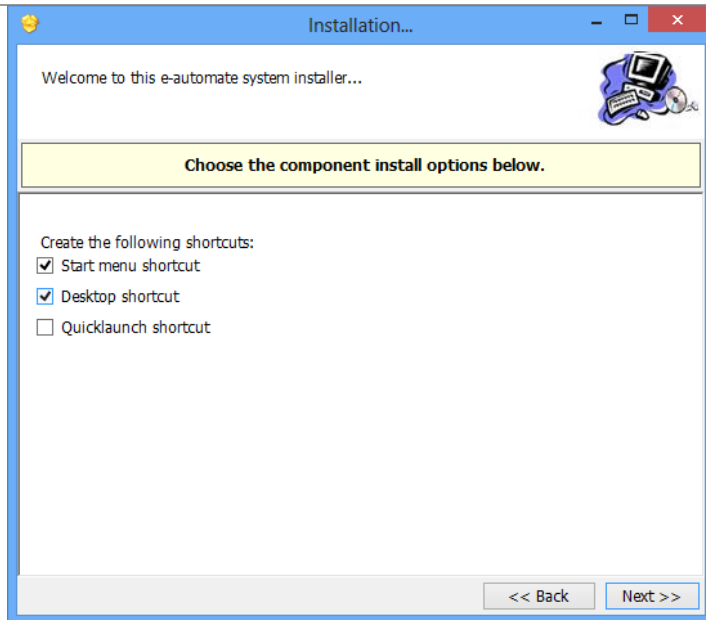 Installation...
Welcome to this e-automate system installer...
Choose the component install options below.
Create the following shortcuts:
Start menu shortcut
Desktop shortcut
Quicklaunch shortcut
<< Back Next >>